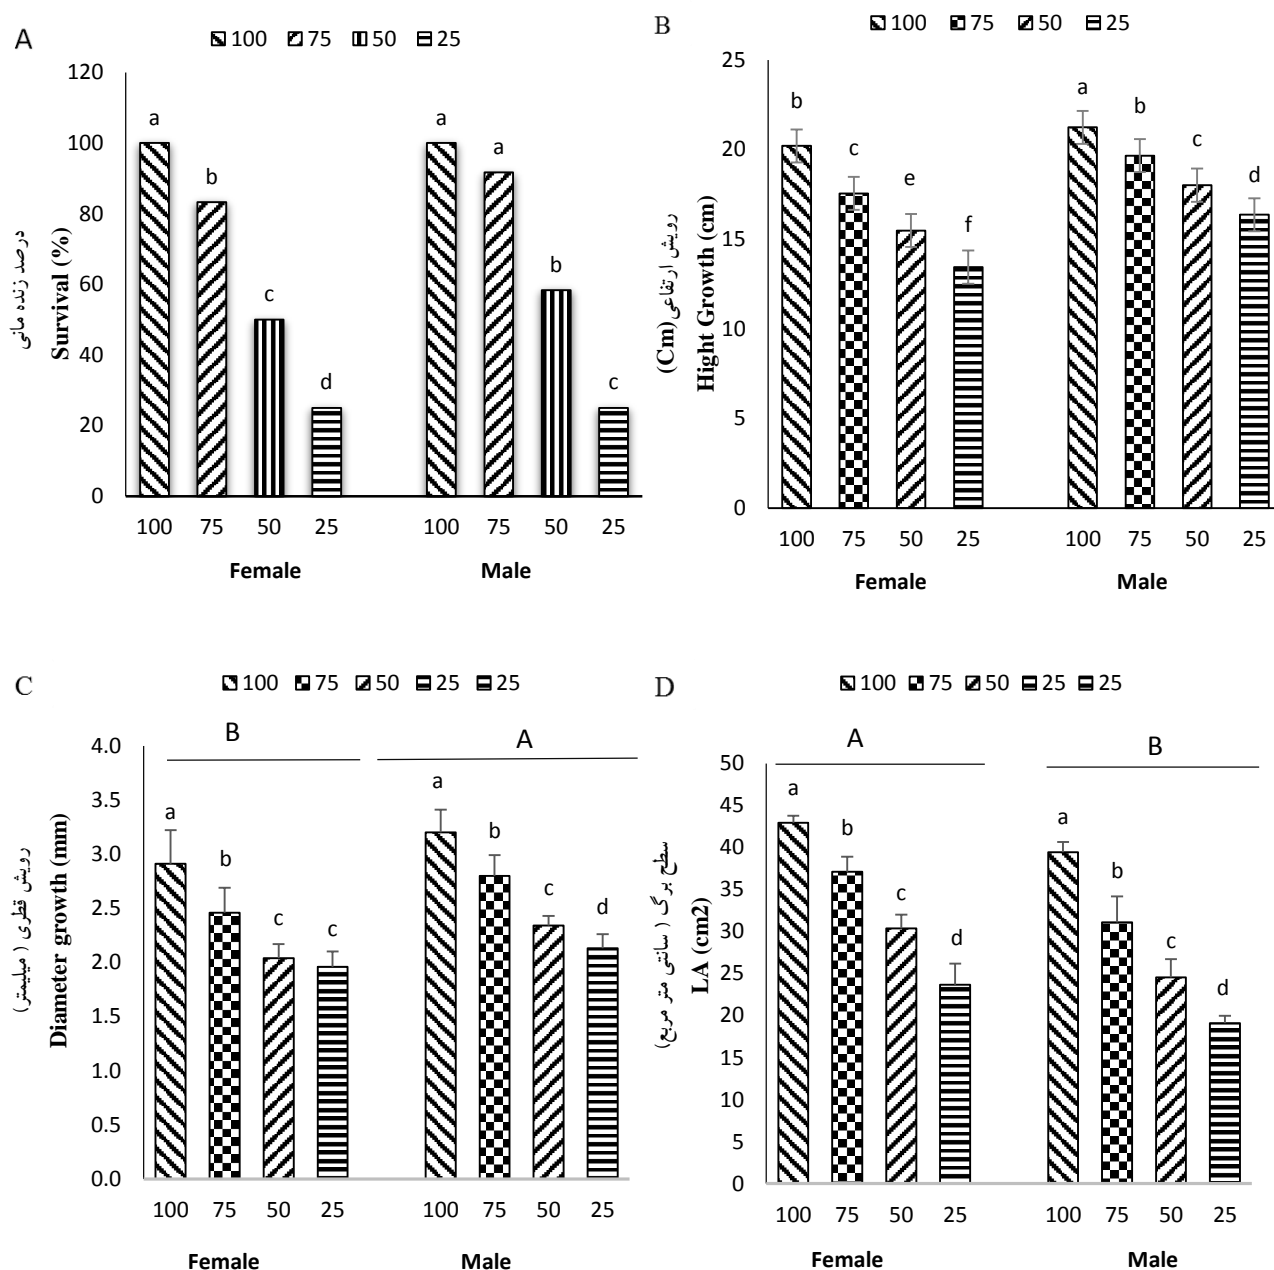 A
100 75 50 25
120
100
80
60
40
20
0
a
b
c
d
a
a
b
c
100 75 50 25 100 75 50 25
Female Male
درصد زنده مانی
Survival (%)
B
100 75 50 25
25
20
15
10
5
0
b
c
e
f
a
b
c
d
100 75 50 25 100 75 50 25
Female Male
رویش ارتفاعی(Cm)
Hight Growth (cm)
C
100 75 50 25 25
B A
4.0
3.5
3.0
2.5
2.0
1.5
1.0
0.5
0.0
a
b
c
c
a
b
c
d
100 75 50 25 100 75 50 25
Female Male
رویش قطری ( میلیمتر)
Diameter growth (mm)
D
100 75 50 25 25
A B
50
45
40
35
30
25
20
15
10
5
0
a
b
c
d
a
b
c
d
100 75 50 25 100 75 50 25
Female Male
سطح برگ ( سانتی متر مربع)
LA (cm2)